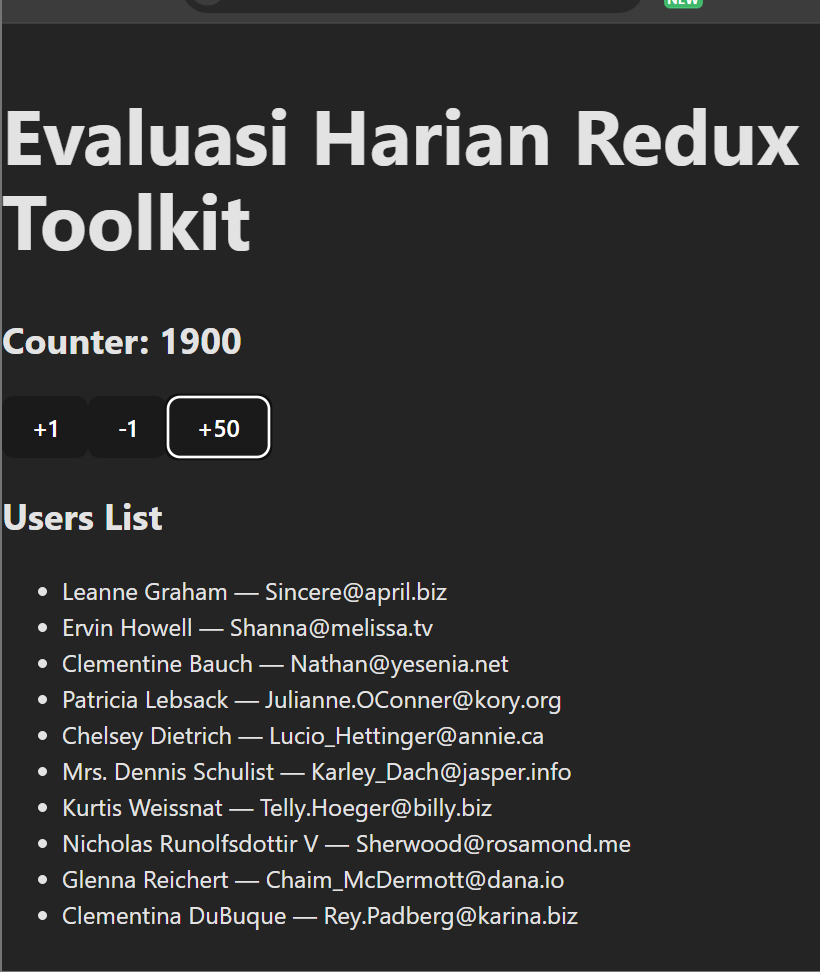 NEW
Evaluasi Harian Redux
Toolkit
Counter: 1900
+1 -1 +50
Users List
• Leanne Graham — Sincere@april.biz
• Ervin Howell — Shanna@melissa.tv
• Clementine Bauch — Nathan@yesenia.net
• Patricia Lebsack — Julianne.OConner@kory.org
• Chelsey Dietrich — Lucio_Hettinger@annie.ca
• Mrs. Dennis Schulist — Karley_Dach@jasper.info
• Kurtis Weissnat — Telly.Hoeger@billy.biz
• Nicholas Runolfsdottir V — Sherwood@rosamond.me
• Glenna Reichert — Chaim_McDermott@dana.io
• Clementina DuBuque — Rey.Padberg@karina.biz